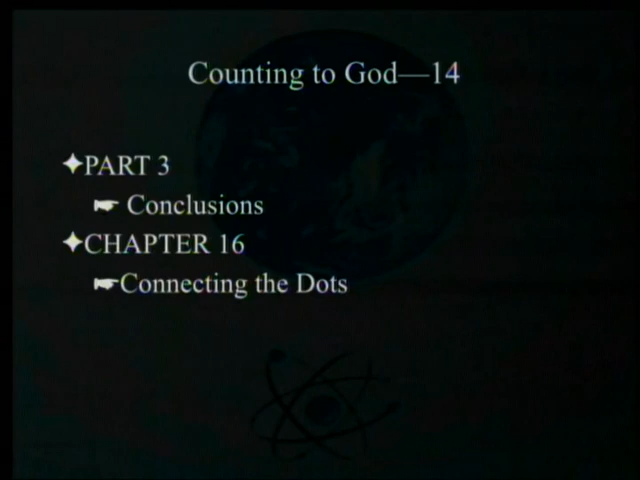 Counting to God—14
✦PART 3
☛ Conclusions
✦CHAPTER 16
☛Connecting the Dots